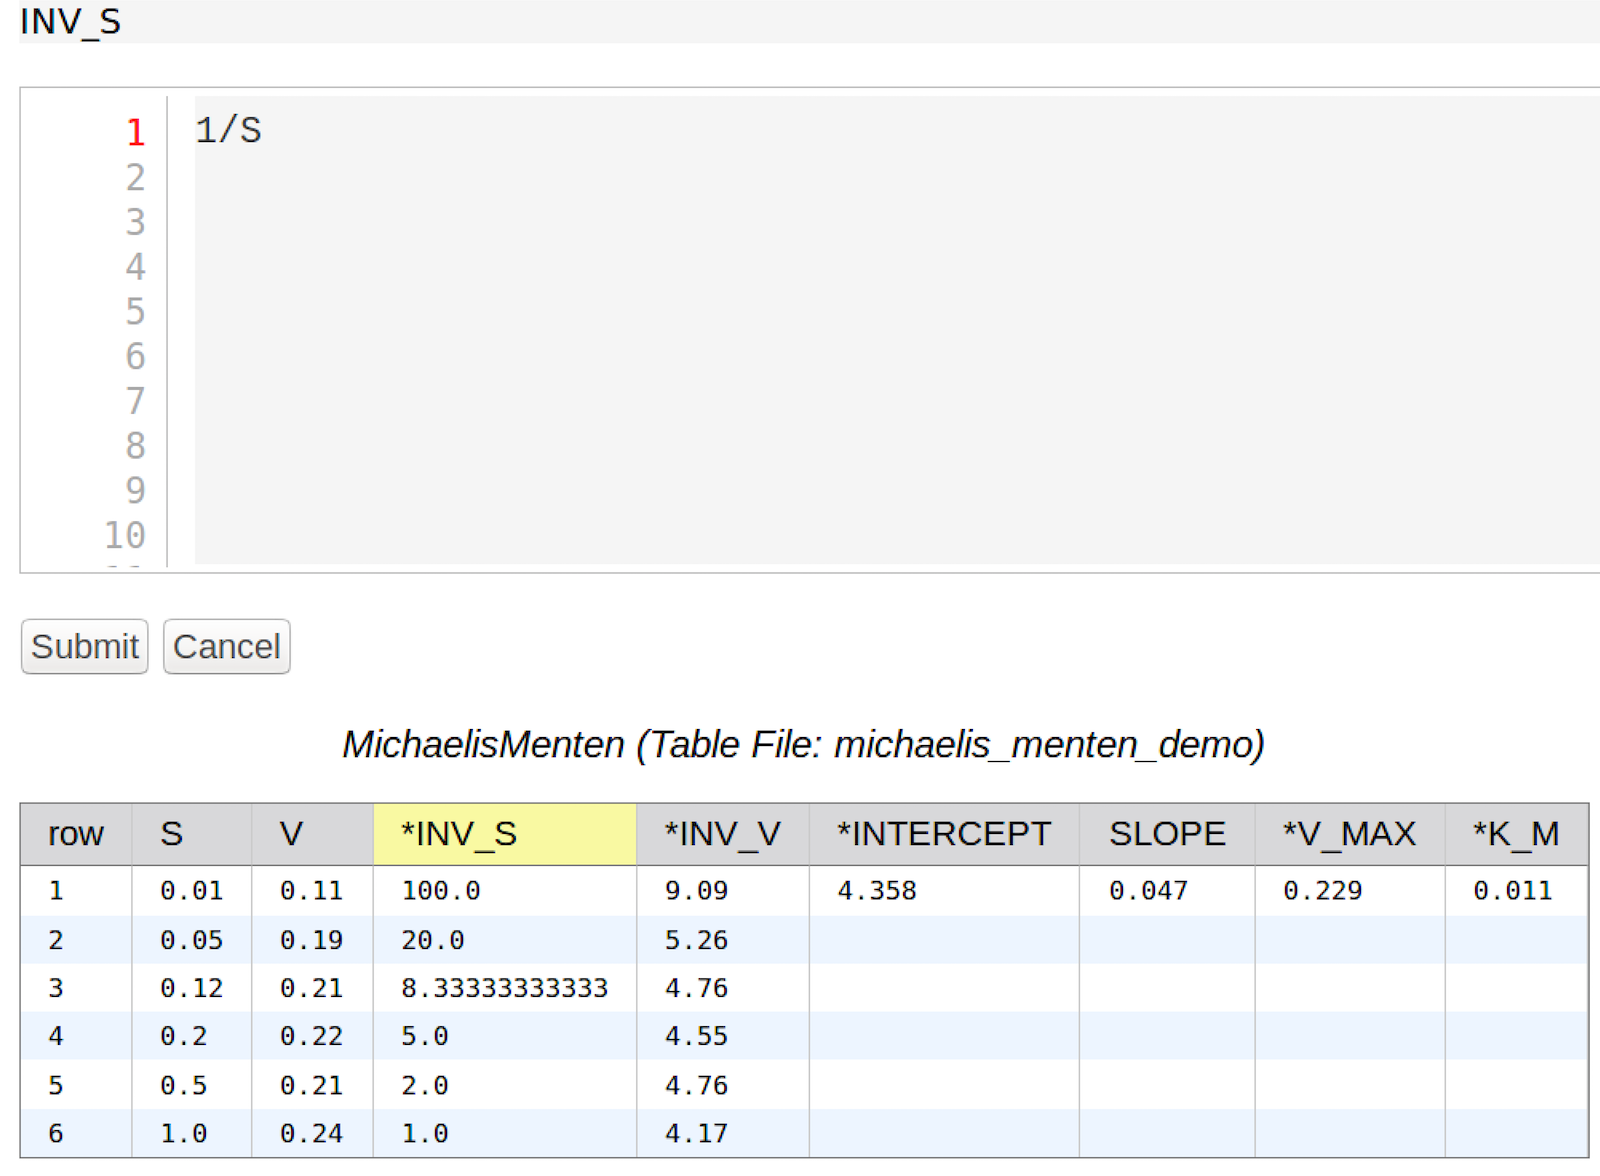 INV_S
1 1/S
2
3
4
5
6
7
8
9
10
Submit Cancel
MichaelisMenten (Table File: michaelis_menten_demo)
row S V *INV_S *INV_V *INTERCEPT SLOPE *V_MAX *K_M
1 0.01 0.11 100.0 9.09 4.358 0.047 0.229 0.011
2 0.05 0.19 20.0 5.26
3 0.12 0.21 8.33333333333 4.76
4 0.2 0.22 5.0 4.55
5 0.5 0.21 2.0 4.76
6 1.0 0.24 1.0 4.17